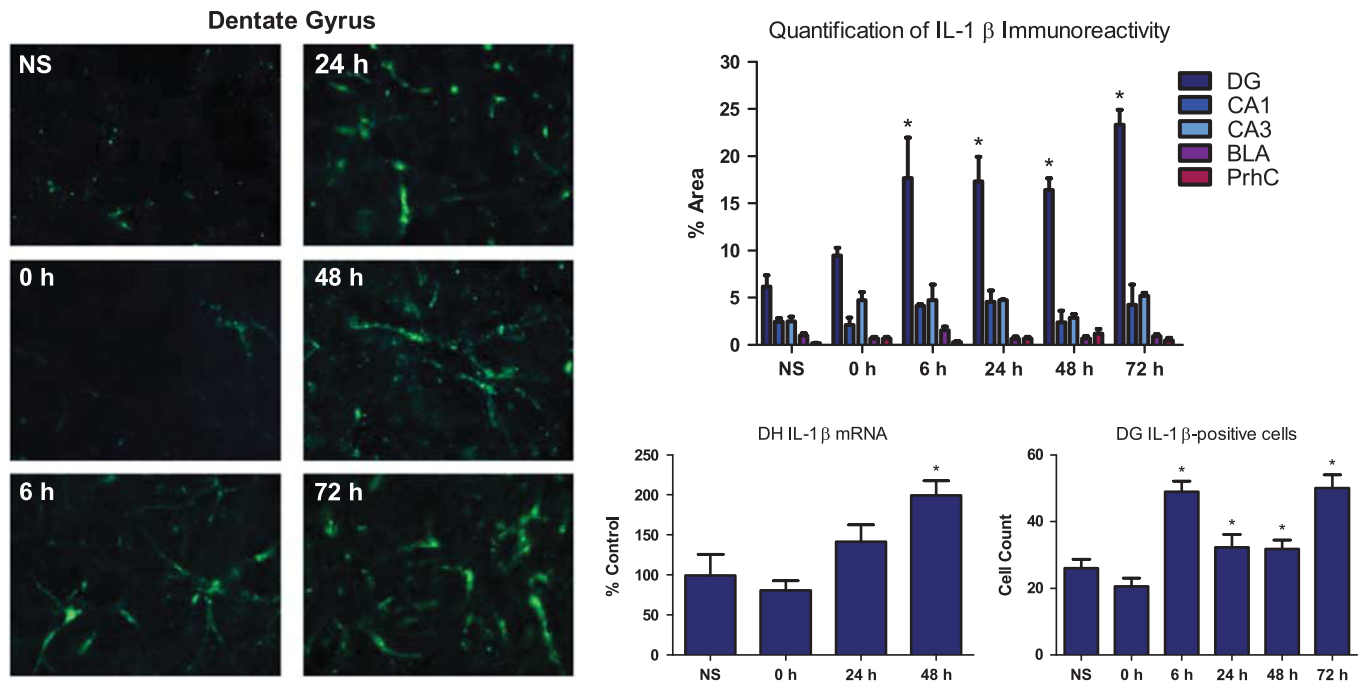 Dentate Gyrus
NS
24 h
0 h
48 h
6 h
72 h
Quantification of IL-1 β Immunoreactivity
% Area
30
25
20
15
10
5
0
* * * *
NS 0 h 6 h 24 h 48 h 72 h
DG
CA1
CA3
BLA
PrhC
DH IL-1β mRNA
% Control
250
200
150
100
50
0
*
NS 0 h 24 h 48 h
DG IL-1β-positive cells
Cell Count
60
40
20
0
* * * *
NS 0 h 6 h 24 h 48 h 72 h